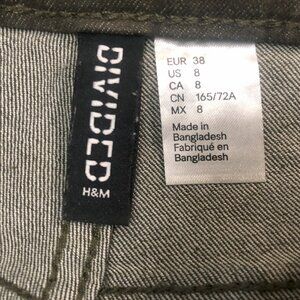 DIVIDED
H&M
EUR 38
US 8
CA 8
CN 165/72A
MX 8
Made in
Bangladesh
Fabriqué en
Bangladesh